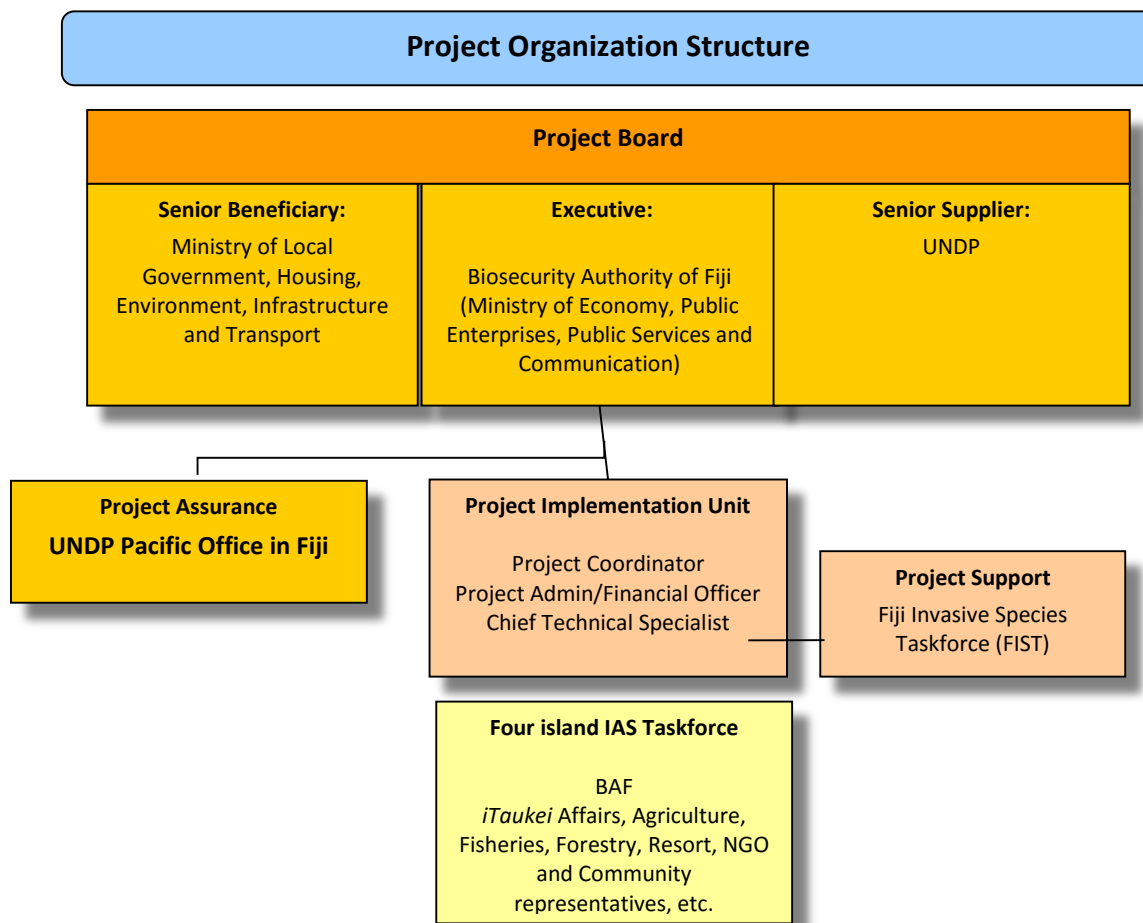 Project Organization Structure
Project Board
Senior Beneficiary:
Ministry of Local
Government, Housing,
Environment, Infrastructure
and Transport
Executive:
Biosecurity Authority of Fiji
(Ministry of Economy, Public
Enterprises, Public Services and
Communication)
Senior Supplier:
UNDP
Project Assurance
UNDP Pacific Office in Fiji
Project Implementation Unit
Project Coordinator
Project Admin/Financial Officer
Chief Technical Specialist
Project Support
Fiji Invasive Species
Taskforce (FIST)
Four island IAS Taskforce
BAF
iTaukei Affairs, Agriculture,
Fisheries, Forestry, Resort, NGO
and Community
representatives, etc.